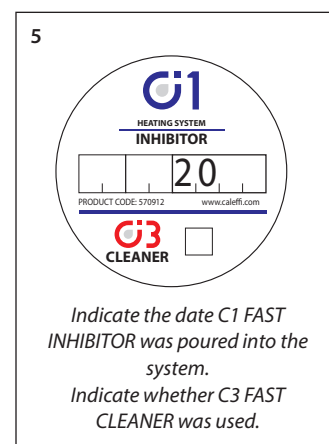 5
C1
HEATING SYSTEM
INHIBITOR
20
PRODUCT CODE: 570912 www.caleffi.com
C3
CLEANER
Indicate the date C1 FAST
INHIBITOR was poured into the
system.
Indicate whether C3 FAST
CLEANER was used.